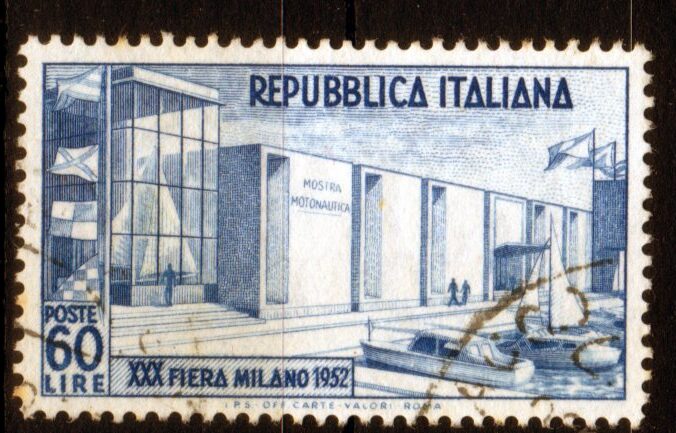 REPUBBLICA ITALIANA
MOSTRA
MOTONAUTICA
POSTE
60
LIRE
XXX FIERA MILANO 1952
I.P.S. OFF. CARTE-VALORI ROMA